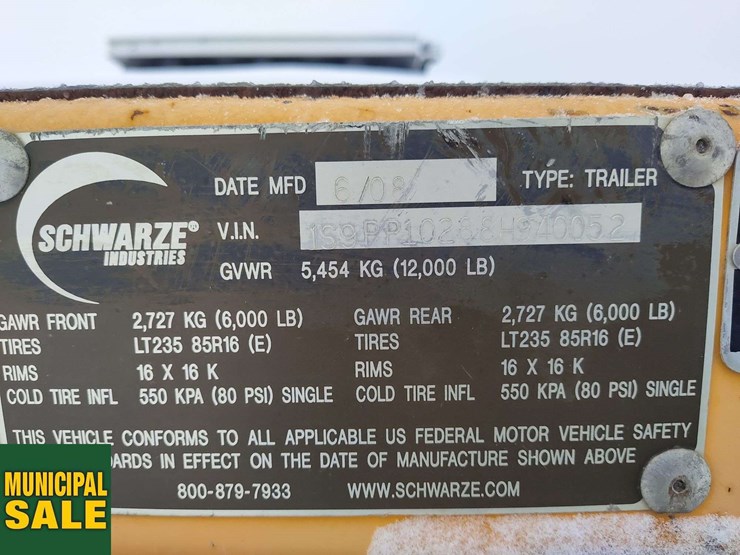 SCHWARZE®
INDUSTRIES
DATE MFD 6/08 TYPE: TRAILER
V.I.N.
GVWR 5,454 KG (12,000 LB)
GAWR FRONT 2,727 KG (6,000 LB) GAWR REAR 2,727 KG (6,000 LB)
TIRES LT235 85R16 (E) TIRES LT235 85R16 (E)
RIMS 16 X 16 K RIMS 16 X 16 K
COLD TIRE INFL 550 KPA (80 PSI) SINGLE COLD TIRE INFL 550 KPA (80 PSI) SINGLE
THIS VEHICLE CONFORMS TO ALL APPLICABLE US FEDERAL MOTOR VEHICLE SAFETY
ARDS IN EFFECT ON THE DATE OF MANUFACTURE SHOWN ABOVE
800-879-7933 WWW.SCHWARZE.COM
MUNICIPAL
SALE